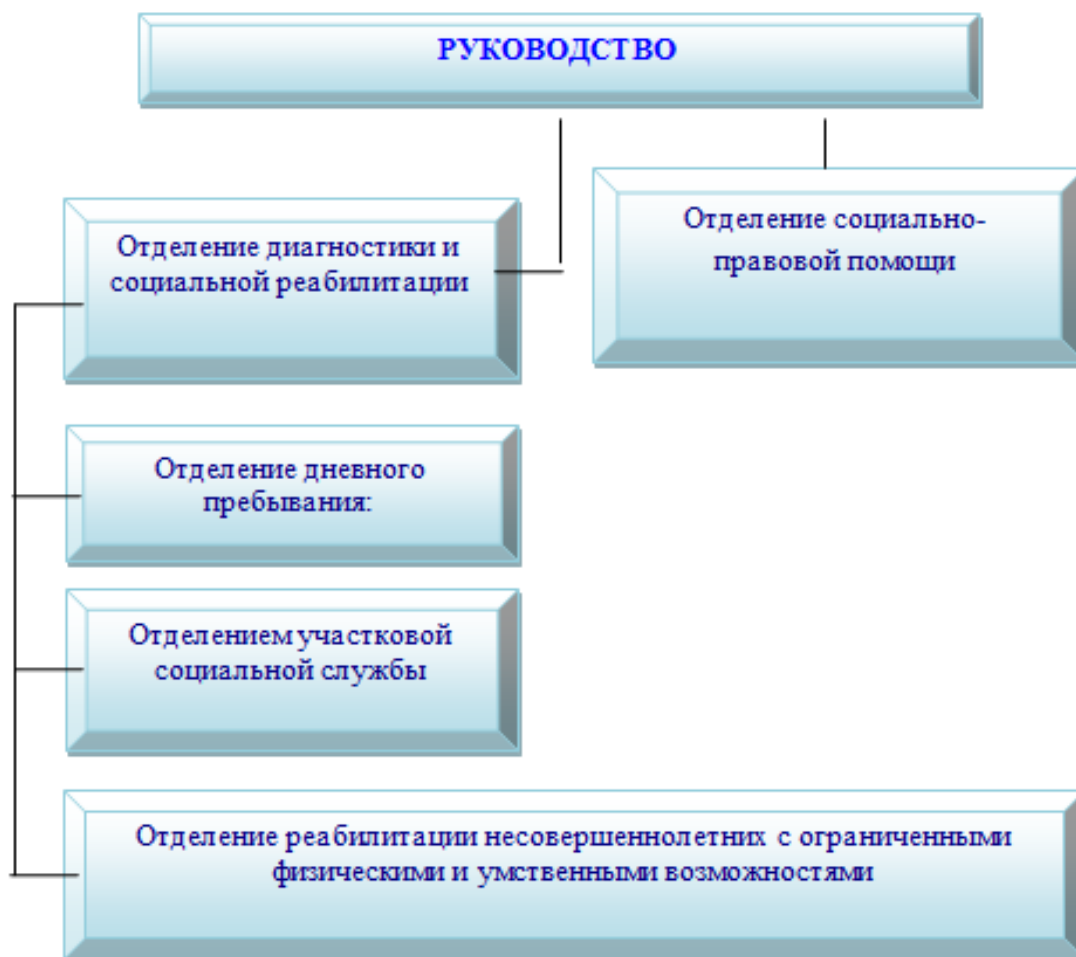 РУКОВОДСТВО
Отделение диагностики и
социальной реабилитации
Отделение социально-
правовой помощи
Отделение дневного
пребывания:
Отделением участковой
социальной службы
Отделение реабилитации несовершеннолетних с ограниченными
физическими и умственными возможностями